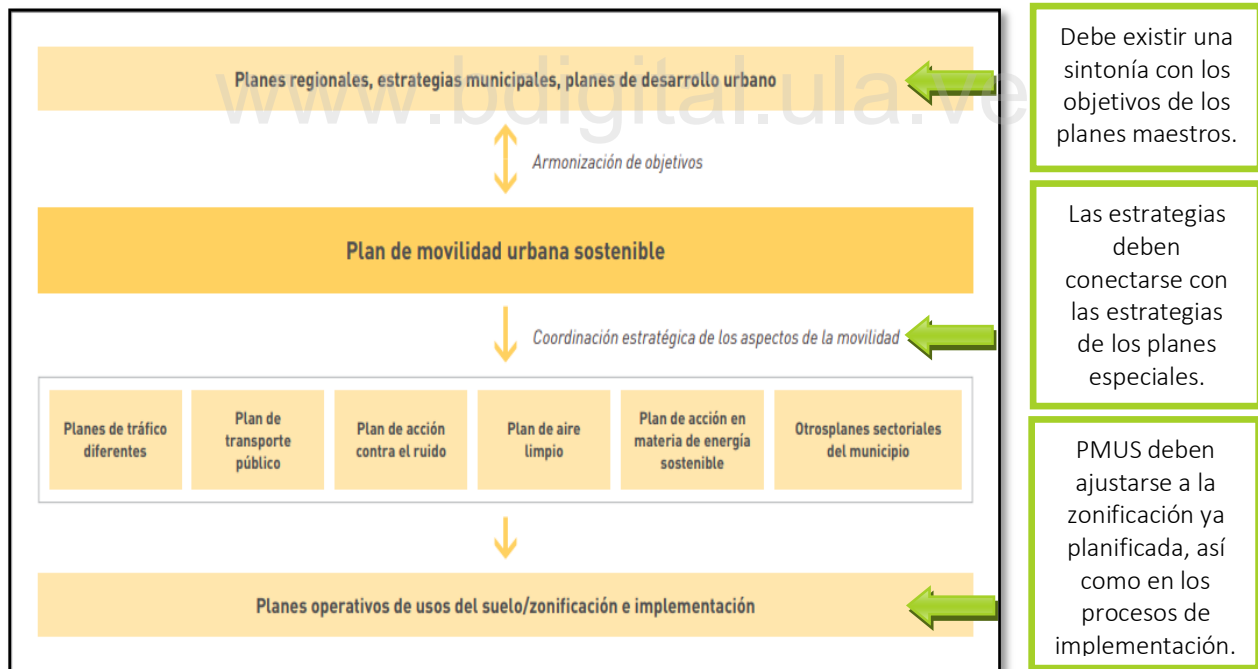 Planes regionales, estrategias municipales, planes de desarrollo urbano
www.bdigital.ula.ve
Armonización de objetivos
Plan de movilidad urbana sostenible
Coordinación estratégica de los aspectos de la movilidad
Planes de tráfico
diferentes
Plan de
transporte
público
Plan de acción
contra el ruido
Plan de aire
limpio
Plan de acción en
materia de energía
sostenible
Otrosplanes sectoriales
del municipio
Planes operativos de usos del suelo/zonificación e implementación
Debe existir una
sintonía con los
objetivos de los
planes maestros.
Las estrategias
deben
conectarse con
las estrategias
de los planes
especiales.
PMUS deben
ajustarse a la
zonificación ya
planificada, así
como en los
procesos de
implementación.